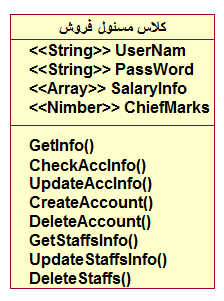 کلاس مسئول فروش
<<String>> UserNam
<<String>> PassWord
<<Array>> SalaryInfo
<<Nimber>> ChiefMarks
GetInfo()
CheckAccInfo()
UpdateAccInfo()
CreateAccount()
DeleteAccount()
GetStaffsInfo()
UpdateStaffsInfo()
DeleteStaffs()